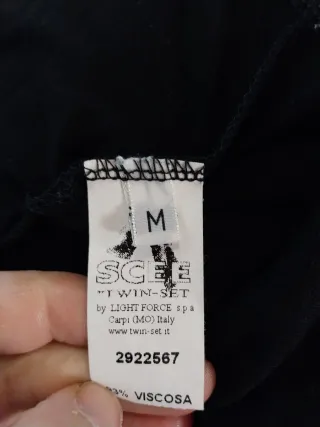 M
SCEE
TWIN-SET
by LIGHT FORCE s.p.a
Carpi (MO) Italy
www.twin-set.it
2922567
% VISCOSA